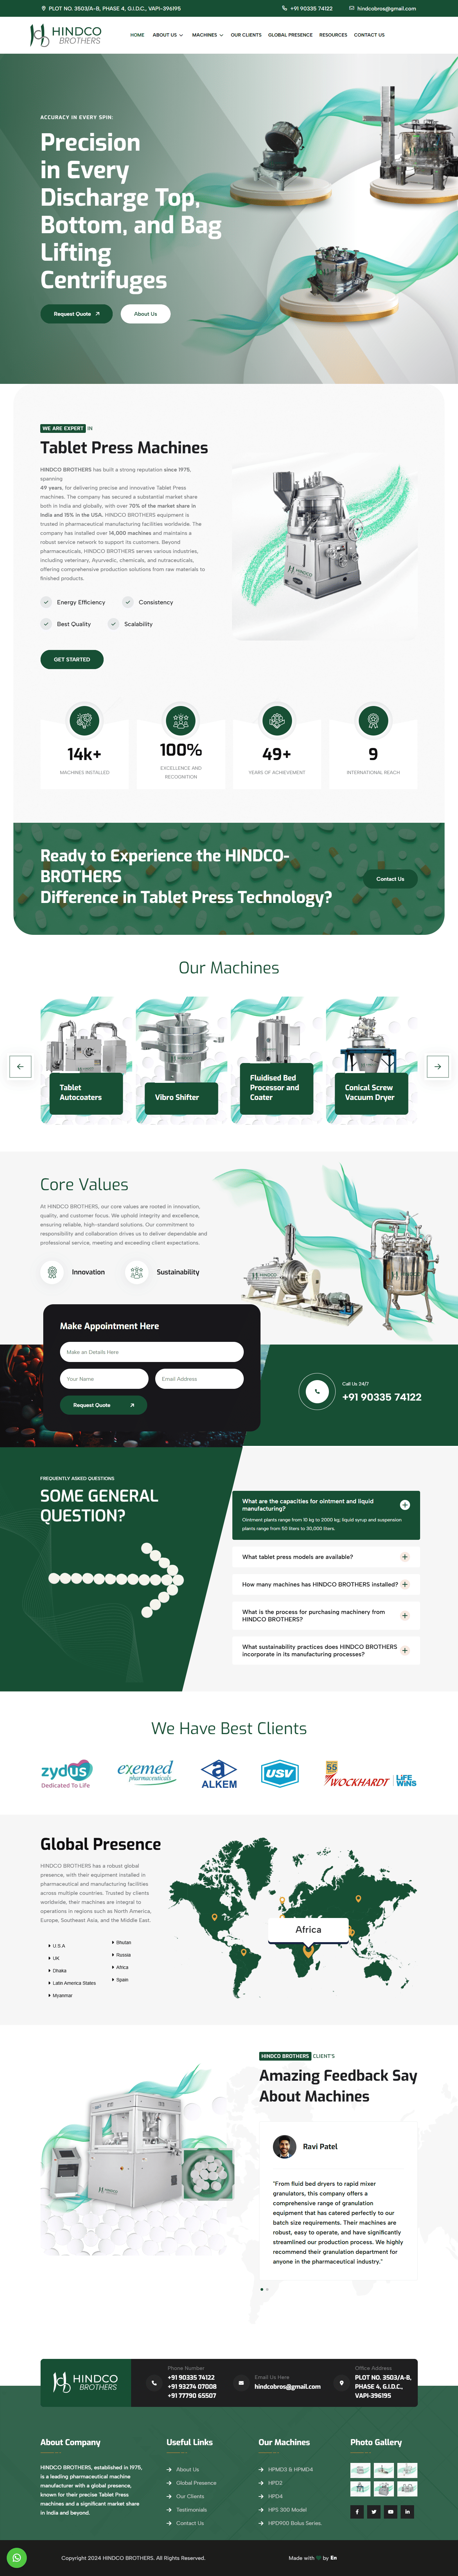 PLOT NO. 3503/A-B, PHASE 4, G.I.D.C., VAPI-396195
+91 90335 74122
hindcobros@gmail.com
HINDCO
BROTHERS
HOME
ABOUT US
MACHINES
OUR CLIENTS
GLOBAL PRESENCE
RESOURCES
CONTACT US
ACCURACY IN EVERY SPIN:
Precision
in Every
Discharge Top,
Bottom, and Bag
Lifting
Centrifuges
Request Quote
About Us
WE ARE EXPERT IN
Tablet Press Machines
HINDCO BROTHERS has built a strong reputation since 1975,
spanning
49 years, for delivering precise and innovative Tablet Press
machines. The company has secured a substantial market share
both in India and globally, with over 70% of the market share in
India and 15% in the USA, HINDCO BROTHERS equipment is
trusted in pharmaceutical manufacturing facilities worldwide. The
company has installed over 14,000 machines and maintains a
robust service network to support its customers. Beyond
pharmaceuticals, HINDCO BROTHERS serves various industries,
including veterinary, Ayurvedic, chemicals, and nutraceuticals,
offering comprehensive production solutions from raw materials to
finished products.
Energy Efficiency
Consistency
Best Quality
Scalability
GET STARTED
14k+
MACHINES INSTALLED
100%
EXCELLENCE AND
RECOGNITION
49+
YEARS OF ACHIEVEMENT
9
INTERNATIONAL REACH
Ready to Experience the HINDCO-
BROTHERS
Difference in Tablet Press Technology?
Contact Us
Our Machines
Tablet
Autocoaters
Vibro Shifter
Fluidised Bed
Processor and
Coater
Conical Screw
Vacuum Dryer
Core Values
At HINDCO BROTHERS, our core values are rooted in innovation,
quality, and customer focus. We uphold integrity and excellence,
ensuring reliable, high-standard solutions. Our commitment to
responsibility and collaboration drives us to deliver dependable and
professional service, meeting and exceeding client expectations.
Innovation
Sustainability
Make Appointment Here
Make an Details Here
Your Name
Email Address
Request Quote
Call Us 24/7
+91 90335 74122
FREQUENTLY ASKED QUESTIONS
SOME GENERAL
QUESTION?
What are the capacities for ointment and liquid
manufacturing?
Ointment plants range from 10 kg to 2000 kg; liquid syrup and suspension
plants range from 50 liters to 30,000 liters.
What tablet press models are available?
How many machines has HINDCO BROTHERS installed?
What is the process for purchasing machinery from
HINDCO BROTHERS?
What sustainability practices does HINDCO BROTHERS
incorporate in its manufacturing processes?
We Have Best Clients
zydus
Dedicated To Life
exemed
pharmaceuticals
ALKEM
USV
55
WOCKHARDT
LiFE
WINS
Global Presence
HINDCO BROTHERS has a robust global
presence, with their equipment installed in
pharmaceutical and manufacturing facilities
across multiple countries. Trusted by clients
worldwide, their machines are integral to
operations in regions such as North America,
Europe, Southeast Asia, and the Middle East.
U.S.A
UK
Dhaka
Latin America States
Myanmar
Bhutan
Russia
Africa
Spain
Africa
HINDCO BROTHERS CLIENT'S
Amazing Feedback Say
About Machines
Ravi Patel
"From fluid bed dryers to rapid mixer
granulators, this company offers a
comprehensive range of granulation
equipment that has catered perfectly to our
batch size requirements. Their machines are
robust, easy to operate, and have significantly
streamlined our production process. We highly
recommend their granulation department for
anyone in the pharmaceutical industry."
HINDCO
BROTHERS
Phone Number
+91 90335 74122
+91 93274 07008
+91 77790 65507
Email Us Here
hindcobros@gmail.com
Office Address
PLOT NO. 3503/A-B,
PHASE 4, G.I.D.C.,
VAPI-396195
About Company
HINDCO BROTHERS, established in 1975,
is a leading pharmaceutical machine
manufacturer with a global presence,
known for their precise Tablet Press
machines and a significant market share
in India and beyond.
Useful Links
About Us
Global Presence
Our Clients
Testimonials
Contact Us
Our Machines
HPMD3 & HPMD4
HPD2
HPD4
HPS 300 Model
HPD900 Bolus Series.
Photo Gallery
Copyright 2024 HINDCO BROTHERS. All Rights Reserved.
Made with by En